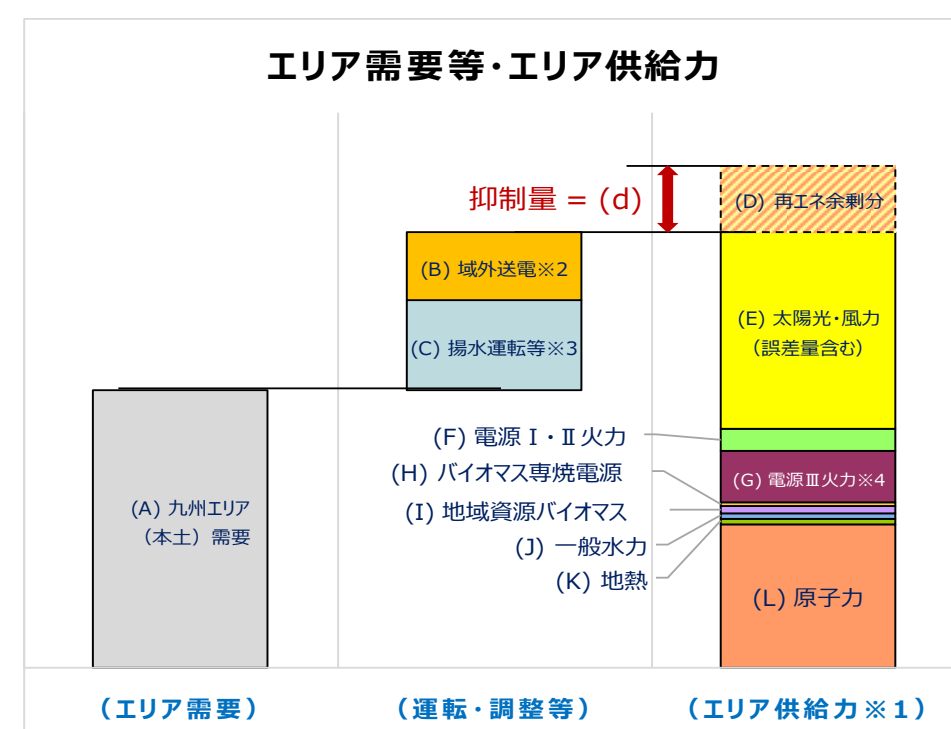 エリア需要等・エリア供給力
抑制量 = (d)
(D) 再エネ余剰分
(B) 域外送電※2
(C) 揚水運転等※3
(E) 太陽光・風力
（誤差量含む）
(F) 電源Ⅰ・Ⅱ火力
(G) 電源Ⅲ火力※4
(H) バイオマス専焼電源
(I) 地域資源バイオマス
(J) 一般水力
(K) 地熱
(A) 九州エリア
（本土）需要
(L) 原子力
（エリア需要）
（運転・調整等）
（エリア供給力※1）